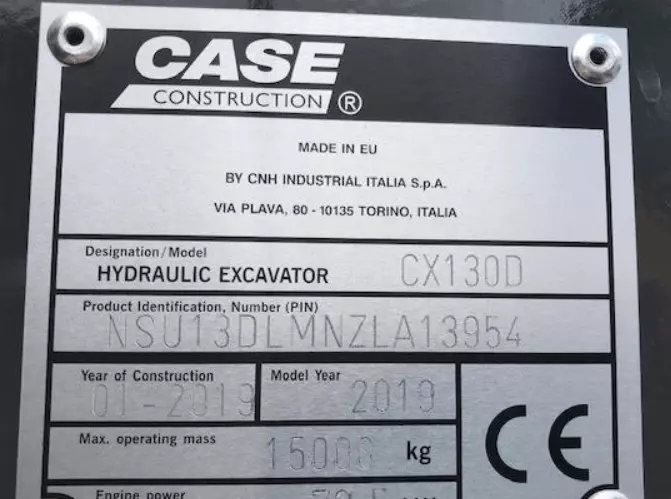 CASE
CONSTRUCTION ®
MADE IN EU
BY CNH INDUSTRIAL ITALIA S.p.A.
VIA PLAVA, 80 - 10135 TORINO, ITALIA
Designation/Model
HYDRAULIC EXCAVATOR CX130D
Product Identification, Number (PIN)
NSU13DLMNZLA13954
Year of Construction Model Year
01-2019 2019
Max. operating mass
kg
CE
Engine power